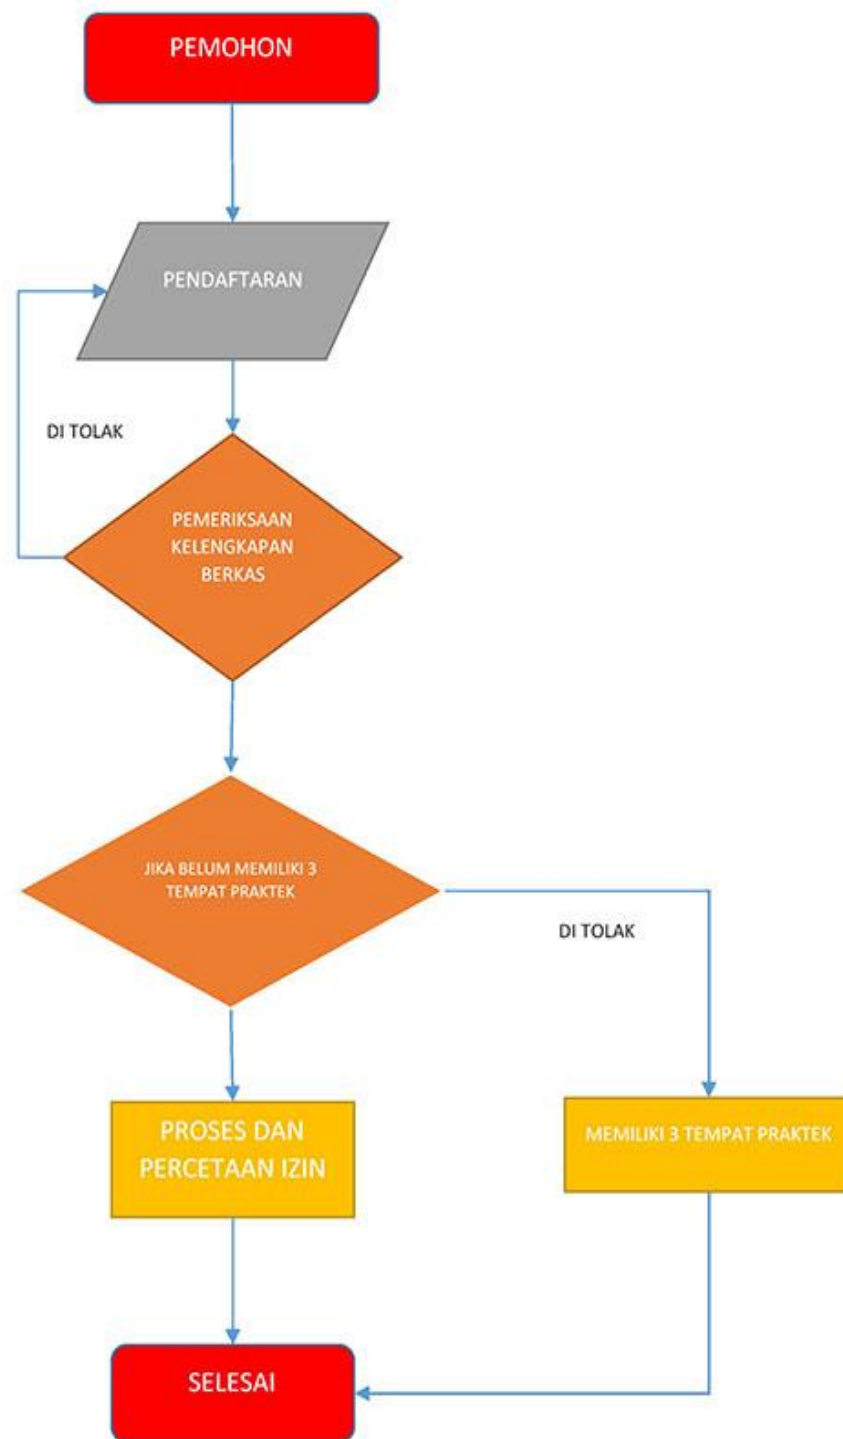 PEMOHON
PENDAFTARAN
DI TOLAK
PEMERIKSAAN
KELENGKAPAN
BERKAS
JIKA BELUM MEMILIKI 3
TEMPAT PRAKTEK
DI TOLAK
PROSES DAN
PERCETAAN IZIN
MEMILIKI 3 TEMPAT PRAKTEK
SELESAI